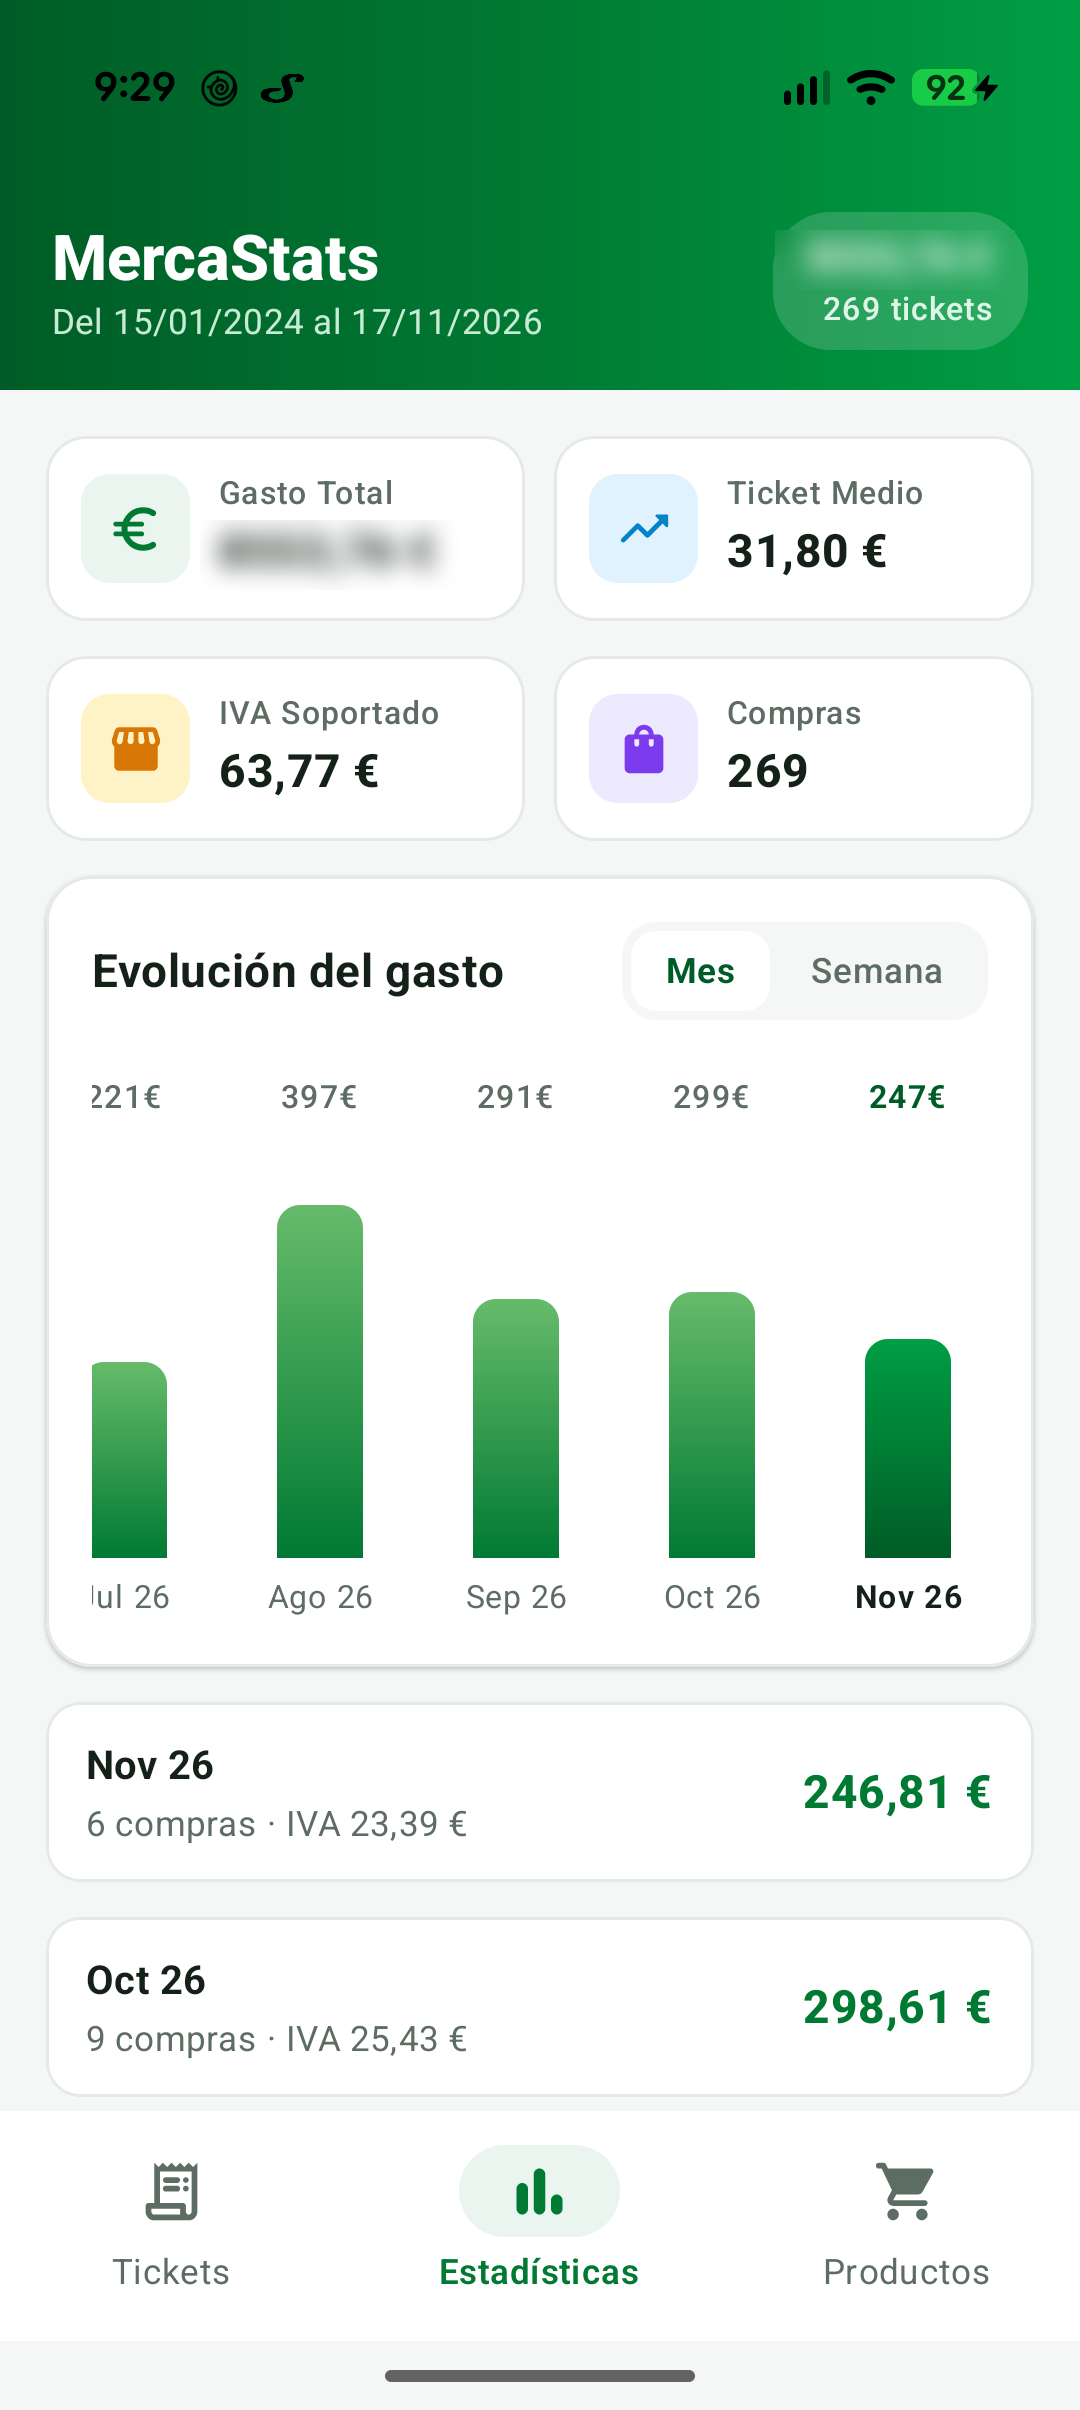 9:29
92
MercaStats
Del 15/01/2024 al 17/11/2026
269 tickets
Gasto Total
Ticket Medio
31,80 €
IVA Soportado
63,77 €
Compras
269
Evolución del gasto
Mes
Semana
221€
397€
291€
299€
247€
Jul 26
Ago 26
Sep 26
Oct 26
Nov 26
Nov 26
6 compras · IVA 23,39 €
246,81 €
Oct 26
9 compras · IVA 25,43 €
298,61 €
Tickets
Estadísticas
Productos